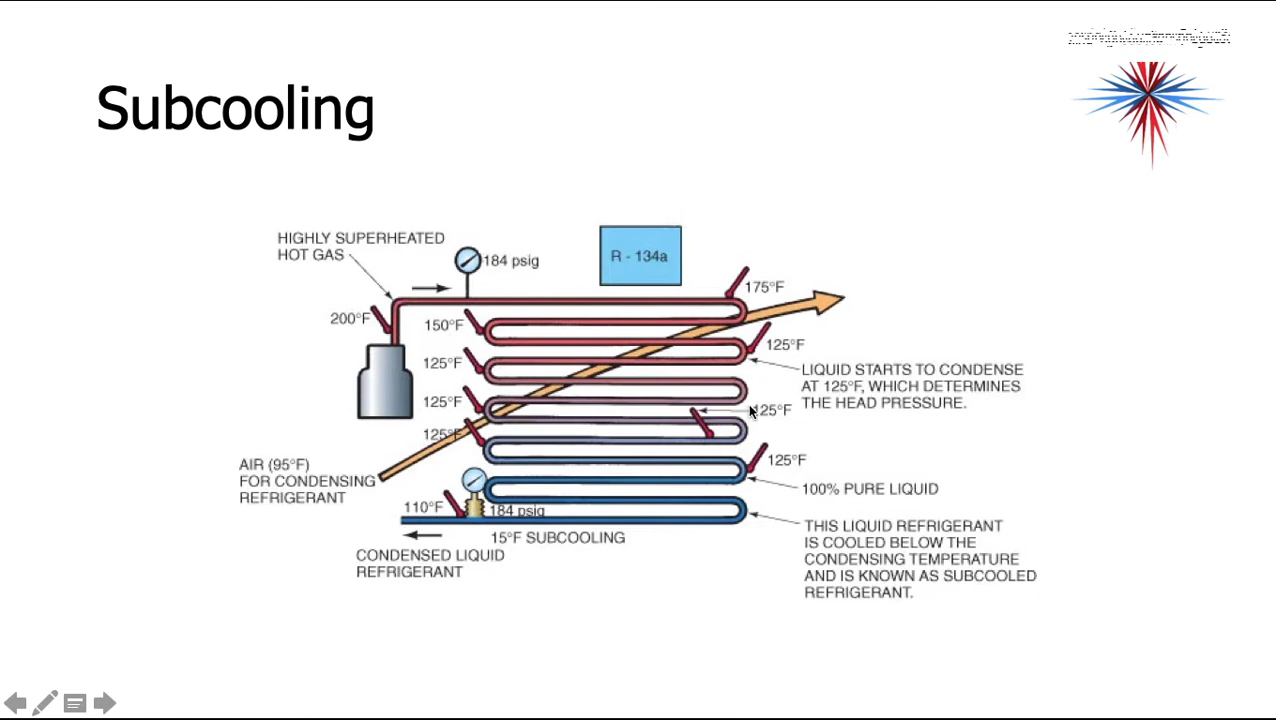 Subcooling
HIGHLY SUPERHEATED
HOT GAS
184 psig
R - 134a
175°F
200°F
150°F
125°F
125°F
LIQUID STARTS TO CONDENSE
AT 125°F, WHICH DETERMINES
THE HEAD PRESSURE.
125°F
125°F
125°F
AIR (95°F)
FOR CONDENSING
REFRIGERANT
125°F
100% PURE LIQUID
110°F
184 psig
15°F SUBCOOLING
CONDENSED LIQUID
REFRIGERANT
THIS LIQUID REFRIGERANT
IS COOLED BELOW THE
CONDENSING TEMPERATURE
AND IS KNOWN AS SUBCOOLED
REFRIGERANT.